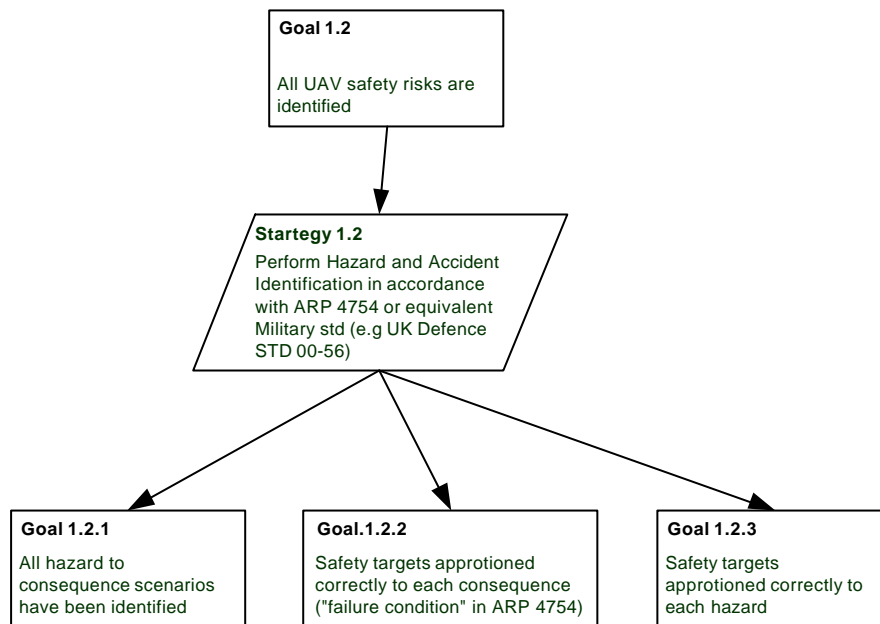 Goal 1.2
All UAV safety risks are
identified
Startegy 1.2
Perform Hazard and Accident
Identification in accordance
with ARP 4754 or equivalent
Military std (e.g UK Defence
STD 00-56)
Goal 1.2.1
All hazard to
consequence scenarios
have been identified
Goal.1.2.2
Safety targets approtioned
correctly to each consequence
("failure condition" in ARP 4754)
Goal 1.2.3
Safety targets
approtioned correctly to
each hazard